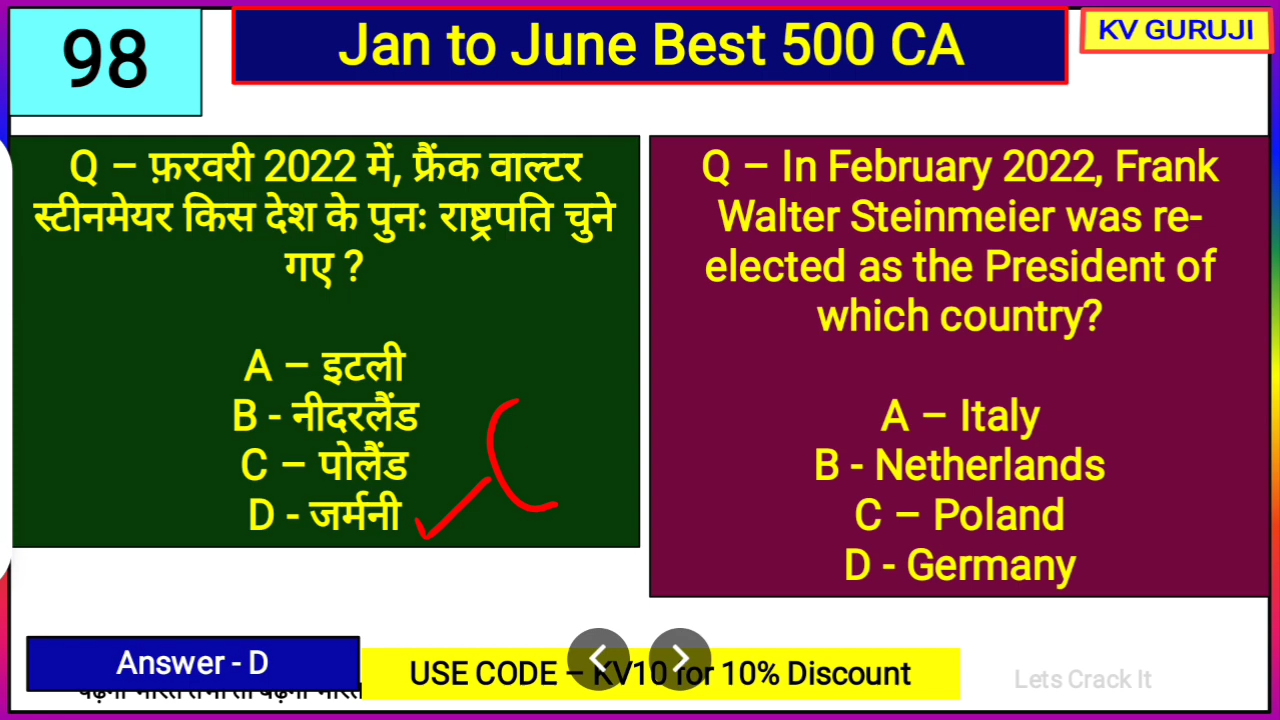 98
Jan to June Best 500 CA
KV GURUJI
Q – फ़रवरी 2022 में, फ्रैंक वाल्टर
स्टीनमेयर किस देश के पुनः राष्ट्रपति चुने
गए ?
A – इटली
B - नीदरलैंड
C – पोलैंड
D - जर्मनी
Q – In February 2022, Frank
Walter Steinmeier was re-
elected as the President of
which country?
A – Italy
B - Netherlands
C – Poland
D - Germany
Answer - D
USE CODE – KV10 for 10% Discount
Lets Crack It